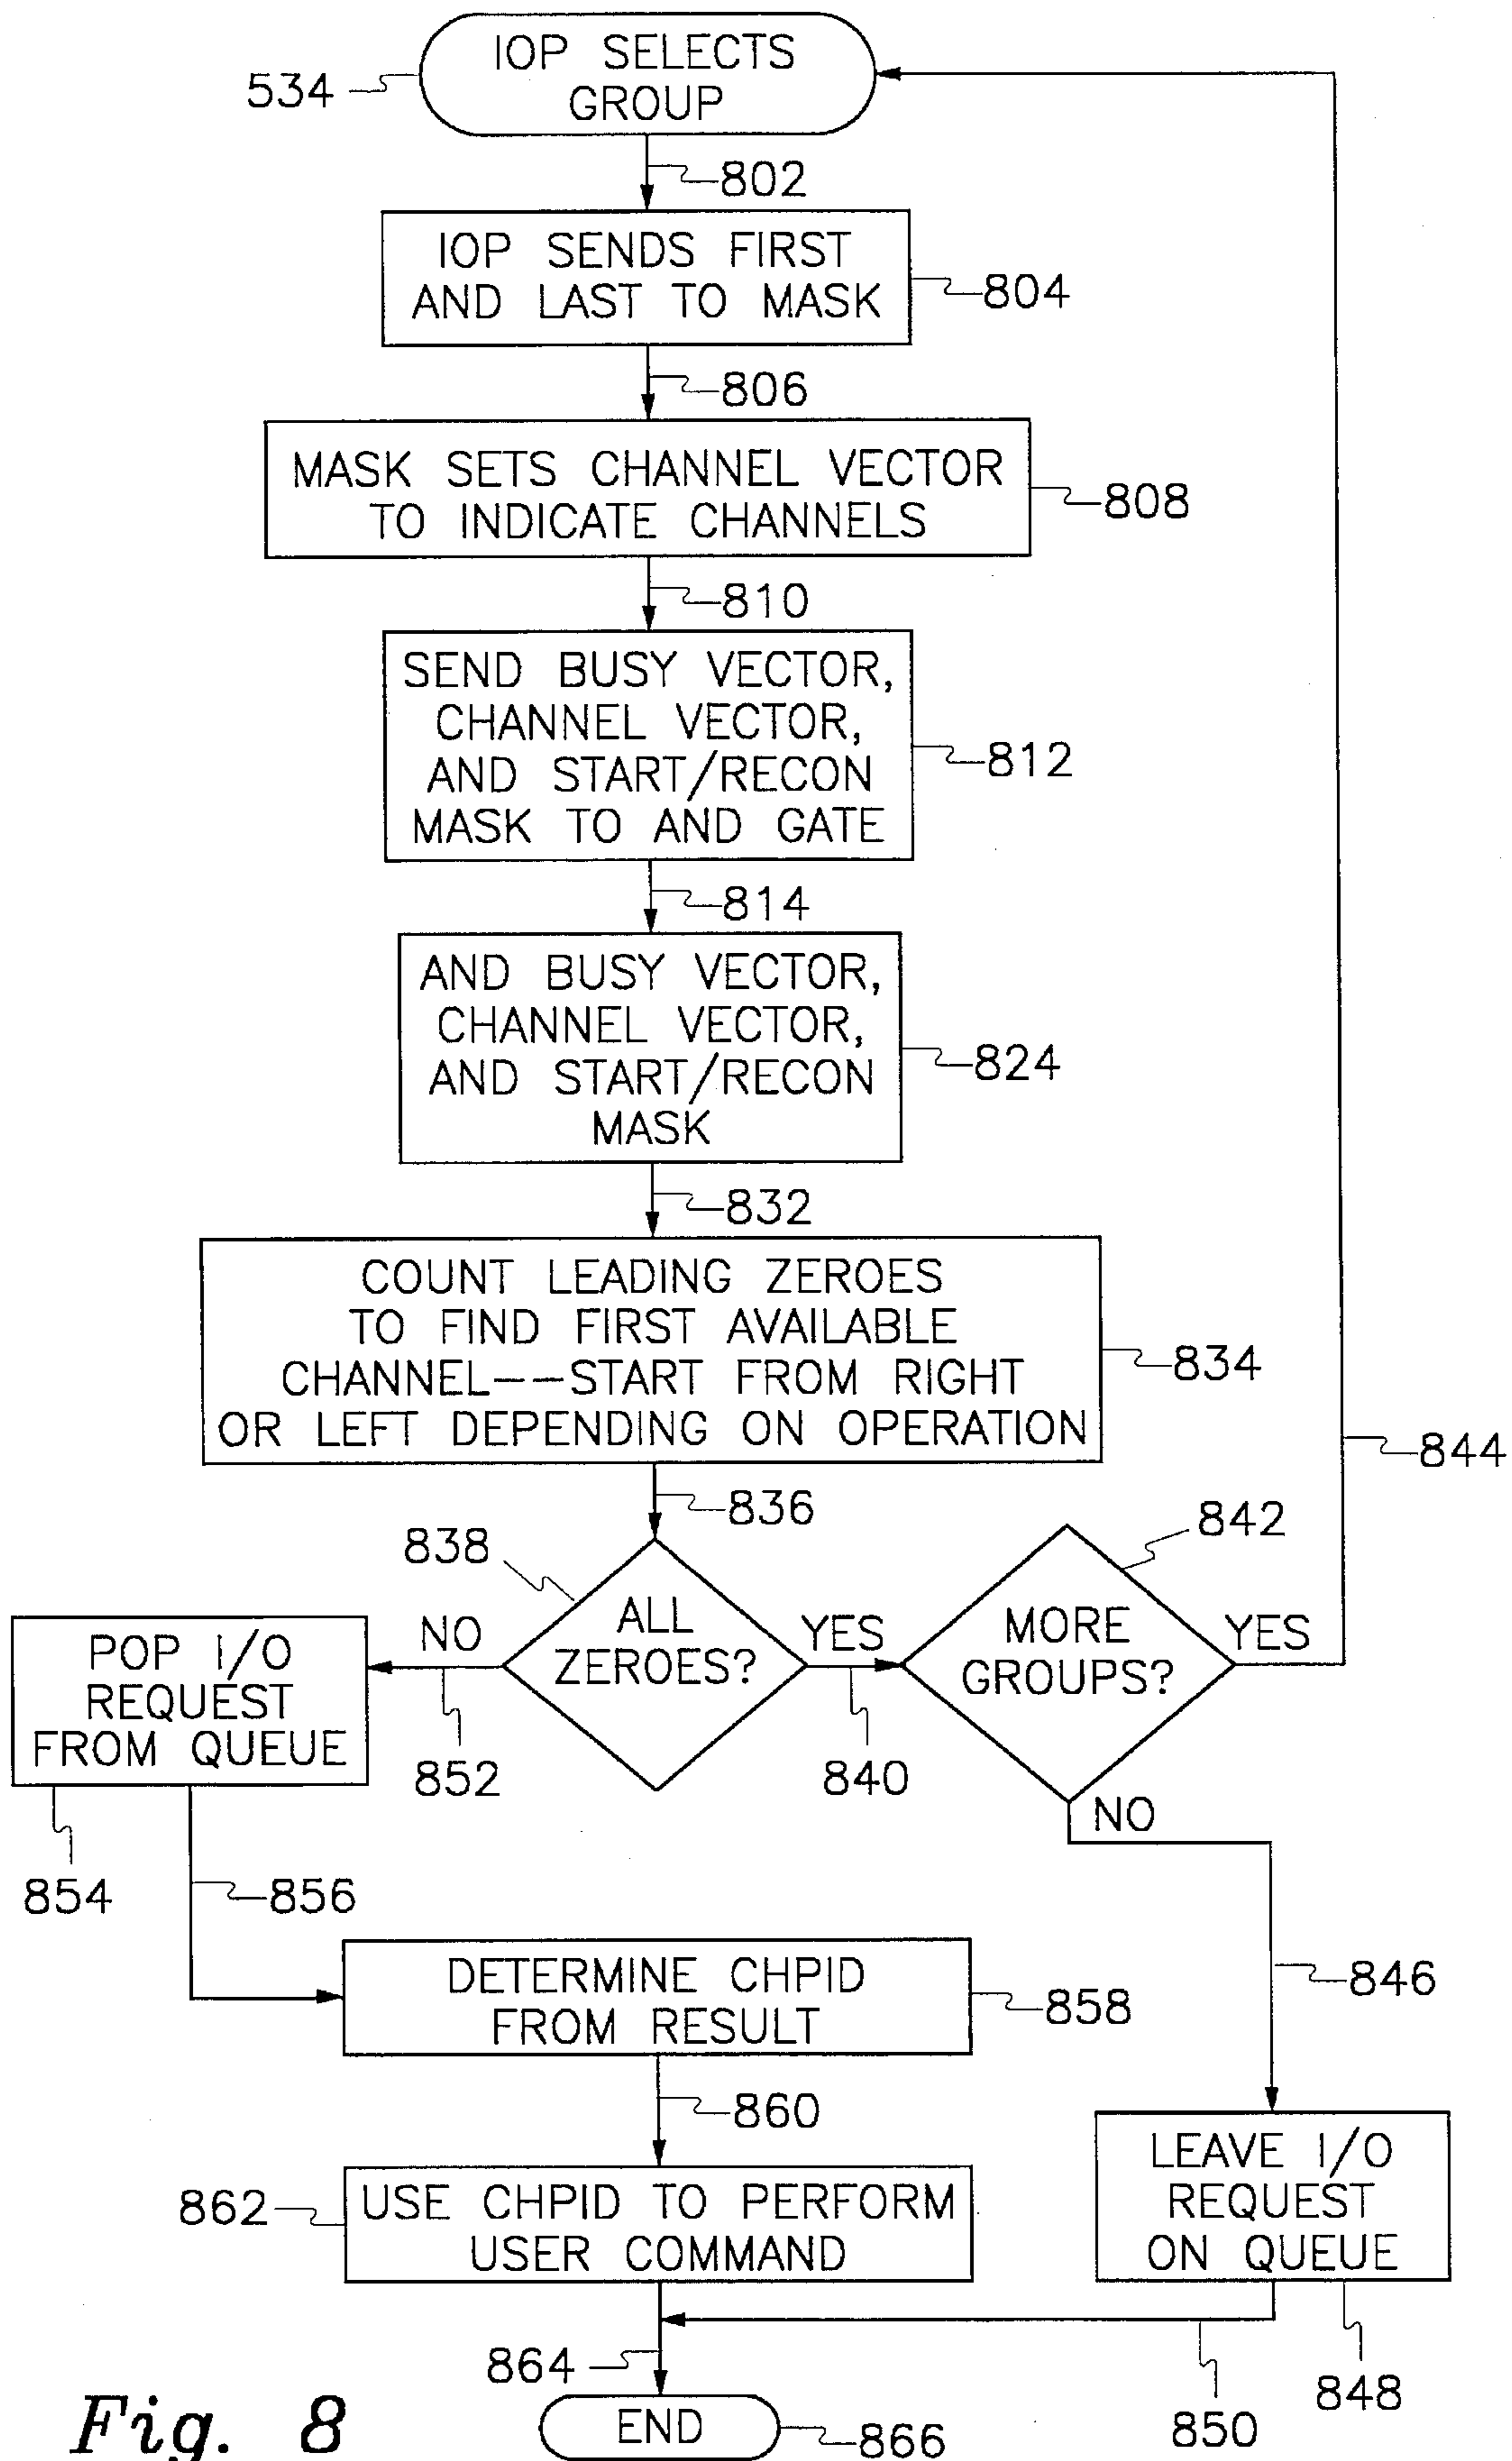 IOP SELECTS
GROUP
534
802
IOP SENDS FIRST
AND LAST TO MASK
804
806
MASK SETS CHANNEL VECTOR
TO INDICATE CHANNELS
808
810
SEND BUSY VECTOR,
CHANNEL VECTOR,
AND START/RECON
MASK TO AND GATE
812
814
AND BUSY VECTOR,
CHANNEL VECTOR,
AND START/RECON
MASK
824
832
COUNT LEADING ZEROES
TO FIND FIRST AVAILABLE
CHANNEL--START FROM RIGHT
OR LEFT DEPENDING ON OPERATION
834
844
836
838
842
ALL
ZEROES?
NO
YES
MORE
GROUPS?
YES
NO
POP I/O
REQUEST
FROM QUEUE
852
840
854
856
846
DETERMINE CHPID
FROM RESULT
858
860
862
USE CHPID TO PERFORM
USER COMMAND
LEAVE I/O
REQUEST
ON QUEUE
864
850
848
END
866
Fig. 8